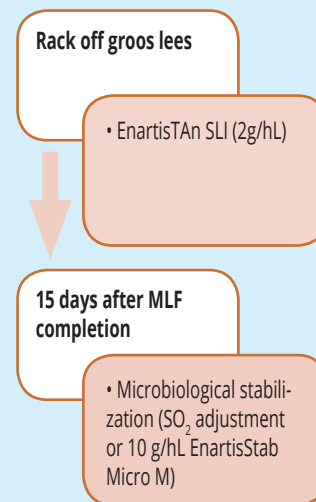 Rack off groos lees
• EnartisTAn SLI (2g/hL)
15 days after MLF
completion
• Microbiological stabili-
zation (SO₂ adjustment
or 10 g/hL EnartisStab
Micro M)